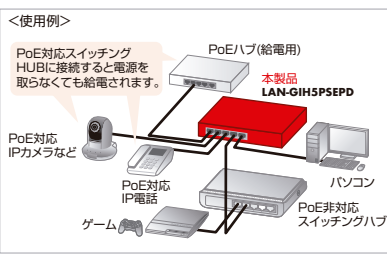 <使用例>
PoE対応スイッチング
HUBに接続すると電源を
取らなくても給電されます。
PoEハブ(給電用)
本製品
LAN-GIH5PSEPD
PoE対応
IPカメラなど
PoE対応
IP電話
パソコン
ゲーム
PoE非対応
スイッチングハブ